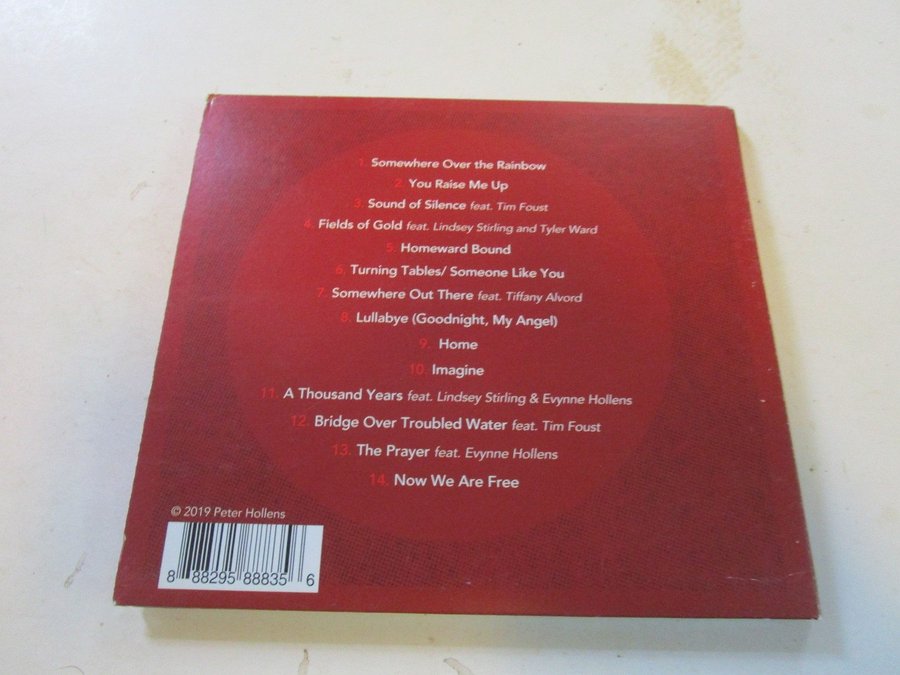 1. Somewhere Over the Rainbow
2. You Raise Me Up
3. Sound of Silence feat. Tim Foust
4. Fields of Gold feat. Lindsey Stirling and Tyler Ward
5. Homeward Bound
6. Turning Tables/ Someone Like You
7. Somewhere Out There feat. Tiffany Alvord
8. Lullabye (Goodnight, My Angel)
9. Home
10. Imagine
11. A Thousand Years feat. Lindsey Stirling & Evynne Hollens
12. Bridge Over Troubled Water feat. Tim Foust
13. The Prayer feat. Evynne Hollens
14. Now We Are Free
© 2019 Peter Hollens
8 88295 88835 6